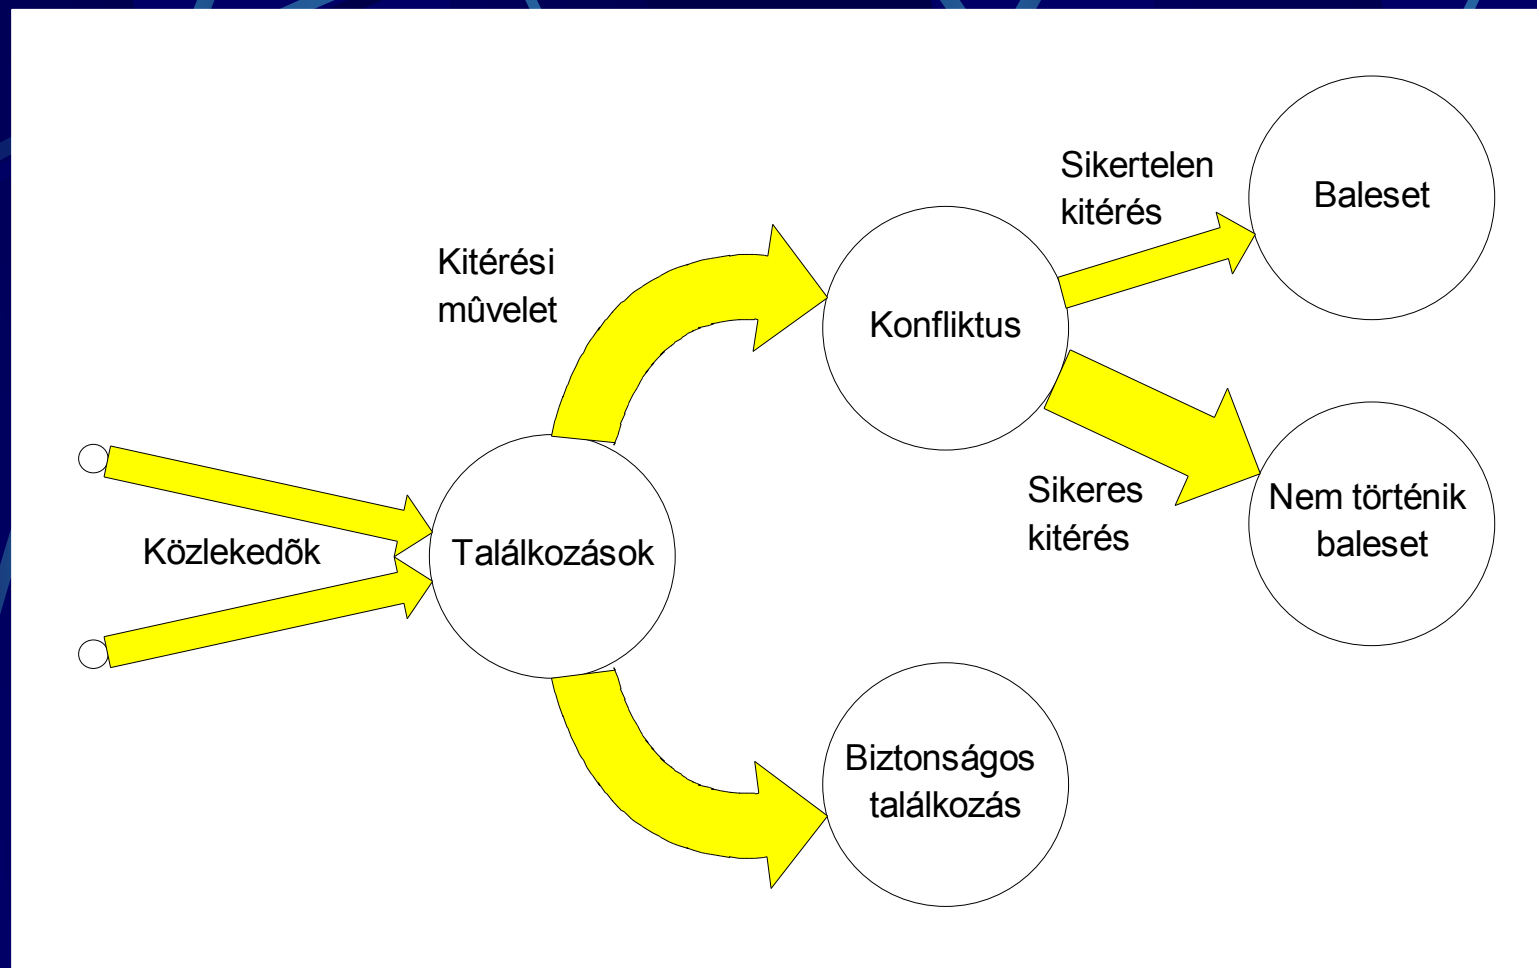 Közlekedõk
Találkozások
Kitérési
mûvelet
Konfliktus
Sikertelen
kitérés
Baleset
Sikeres
kitérés
Nem történik
baleset
Biztonságos
találkozás